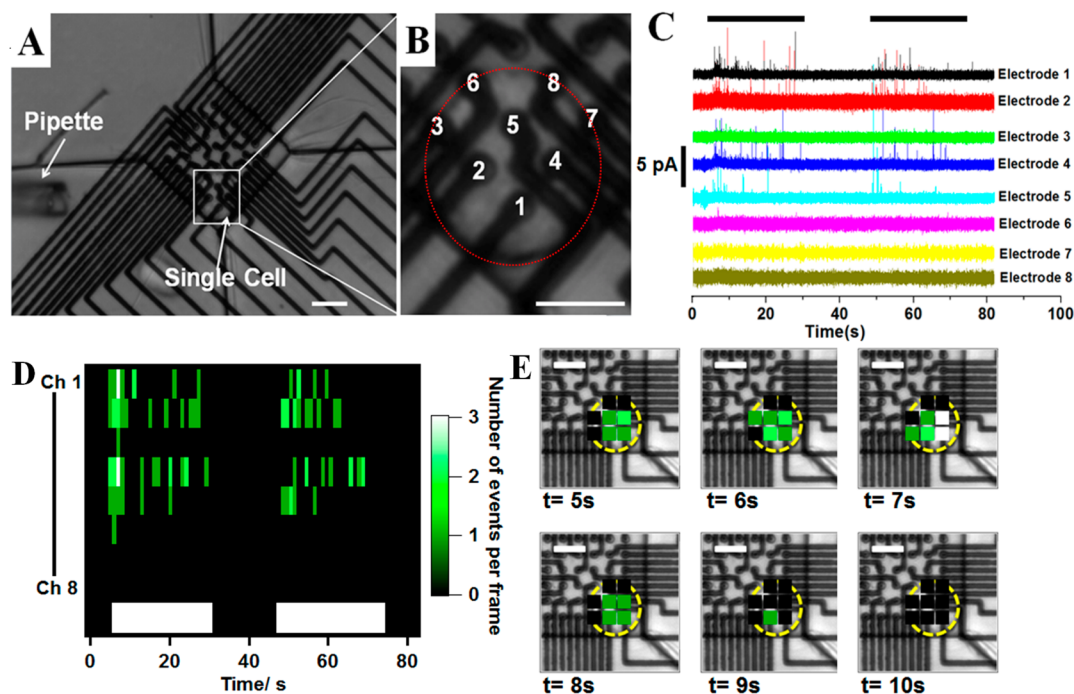 A
Pipette
Single Cell
B
6
8
3
5
7
2
4
1
C
Electrode 1
Electrode 2
Electrode 3
Electrode 4
Electrode 5
Electrode 6
Electrode 7
Electrode 8
5 pA
0 20 40 60 80 100
Time(s)
D
Ch 1
Ch 8
0 20 40 60 80
Time/ s
3
2
1
0
Number of events per frame
E
t= 5s
t= 6s
t= 7s
t= 8s
t= 9s
t= 10s